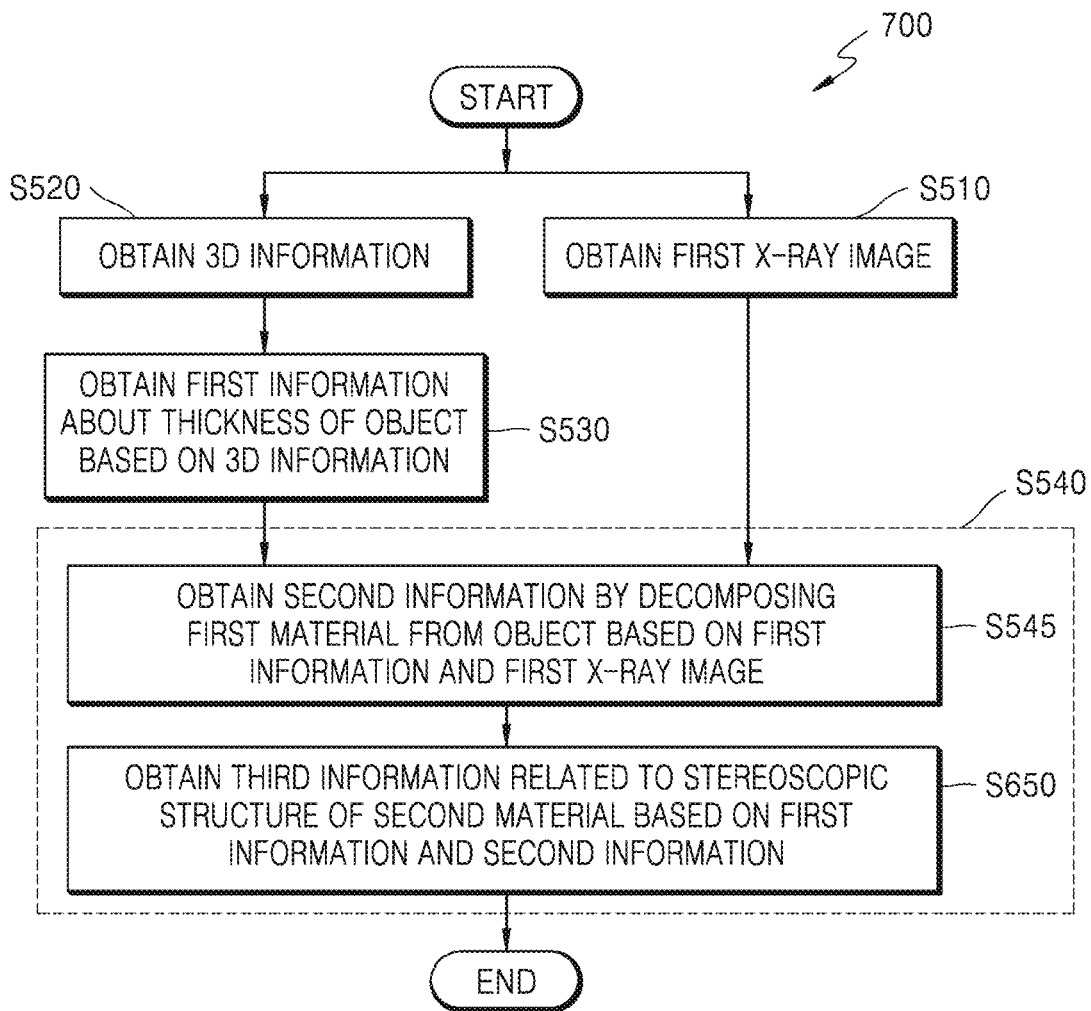 700
START
S520
S510
OBTAIN 3D INFORMATION
OBTAIN FIRST X-RAY IMAGE
OBTAIN FIRST INFORMATION
ABOUT THICKNESS OF OBJECT
BASED ON 3D INFORMATION
S530
S540
OBTAIN SECOND INFORMATION BY DECOMPOSING
FIRST MATERIAL FROM OBJECT BASED ON FIRST
INFORMATION AND FIRST X-RAY IMAGE
S545
OBTAIN THIRD INFORMATION RELATED TO STEREOSCOPIC
STRUCTURE OF SECOND MATERIAL BASED ON FIRST
INFORMATION AND SECOND INFORMATION
S650
END